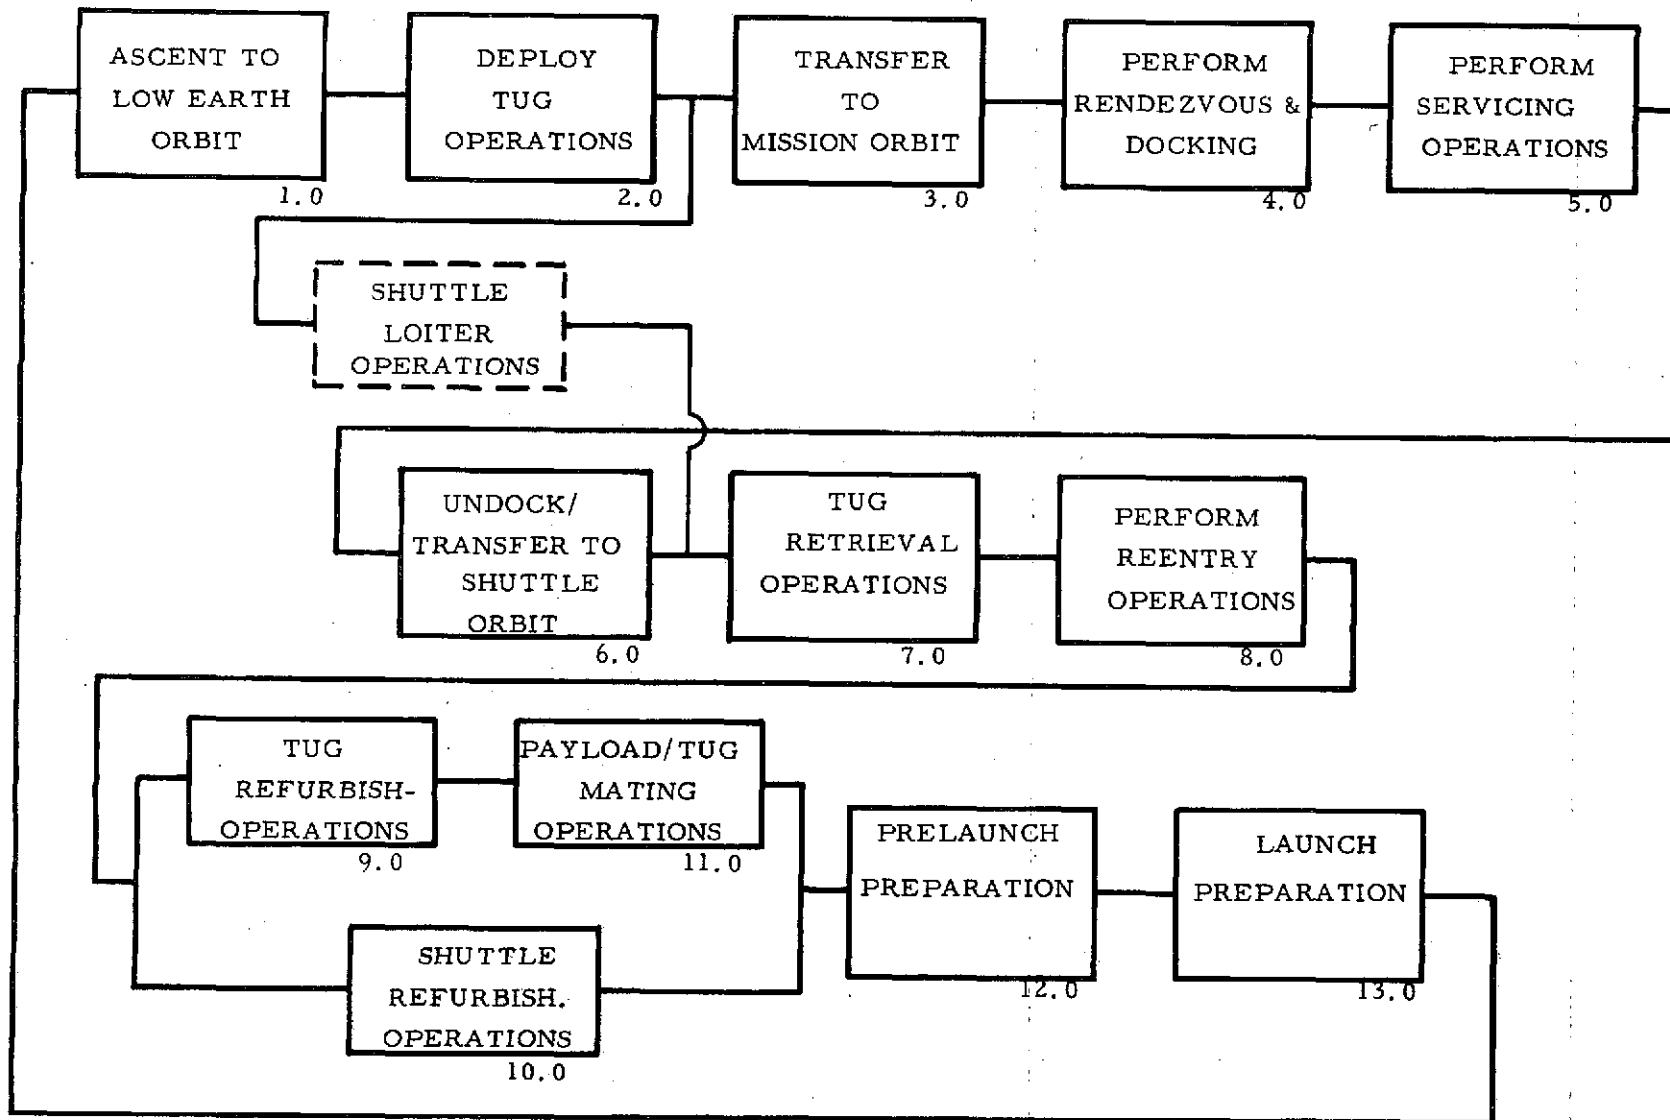 ASCENT TO
LOW EARTH
ORBIT
1.0
DEPLOY
TUG
OPERATIONS
2.0
TRANSFER
TO
MISSION ORBIT
3.0
PERFORM
RENDEZVOUS &
DOCKING
4.0
PERFORM
SERVICING
OPERATIONS
5.0
SHUTTLE
LOITER
OPERATIONS
UNDOCK/
TRANSFER TO
SHUTTLE
ORBIT
6.0
TUG
RETRIEVAL
OPERATIONS
7.0
PERFORM
REENTRY
OPERATIONS
8.0
TUG
REFURBISH-
OPERATIONS
9.0
PAYLOAD/TUG
MATING
OPERATIONS
11.0
SHUTTLE
REFURBISH.
OPERATIONS
10.0
PRELAUNCH
PREPARATION
12.0
LAUNCH
PREPARATION
13.0